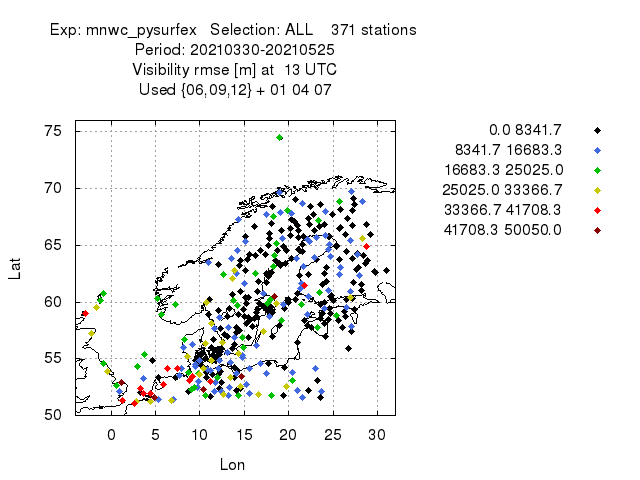 Exp: mnwc_pysurfex   Selection: ALL    371 stations
Period: 20210330-20210525
Visibility rmse [m] at  13 UTC
Used {06,09,12} + 01 04 07
0.0 8341.7
8341.7 16683.3
16683.3 25025.0
25025.0 33366.7
33366.7 41708.3
41708.3 50050.0
75
70
65
60
55
50
Lat
0 5 10 15 20 25 30
Lon